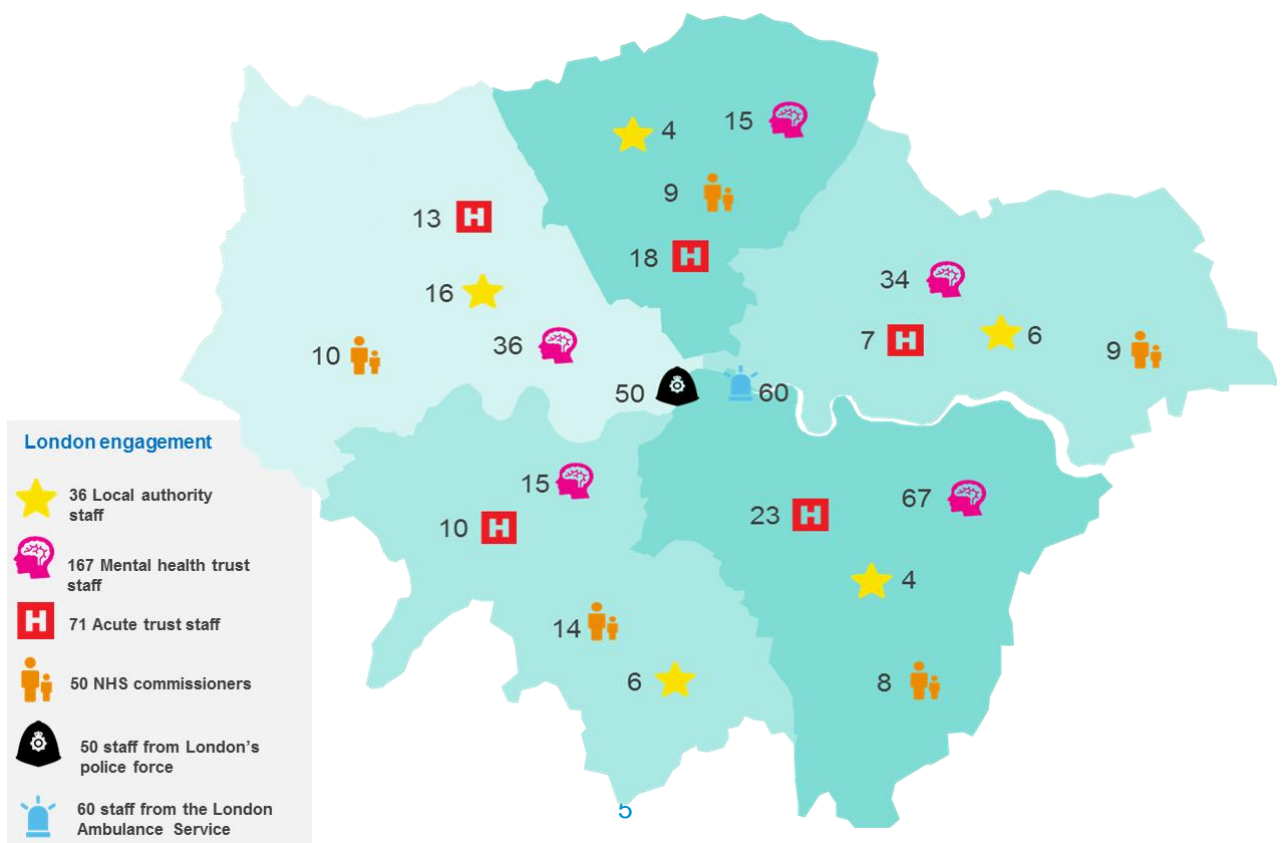 4
15
9
13
H
18
H
34
16
7
H
6
10
36
9
50
60
London engagement
36 Local authority
staff
167 Mental health trust
staff
H
71 Acute trust staff
50 NHS commissioners
50 staff from London's
police force
60 staff from the London
Ambulance Service
15
10
H
23
H
67
4
14
6
8
5